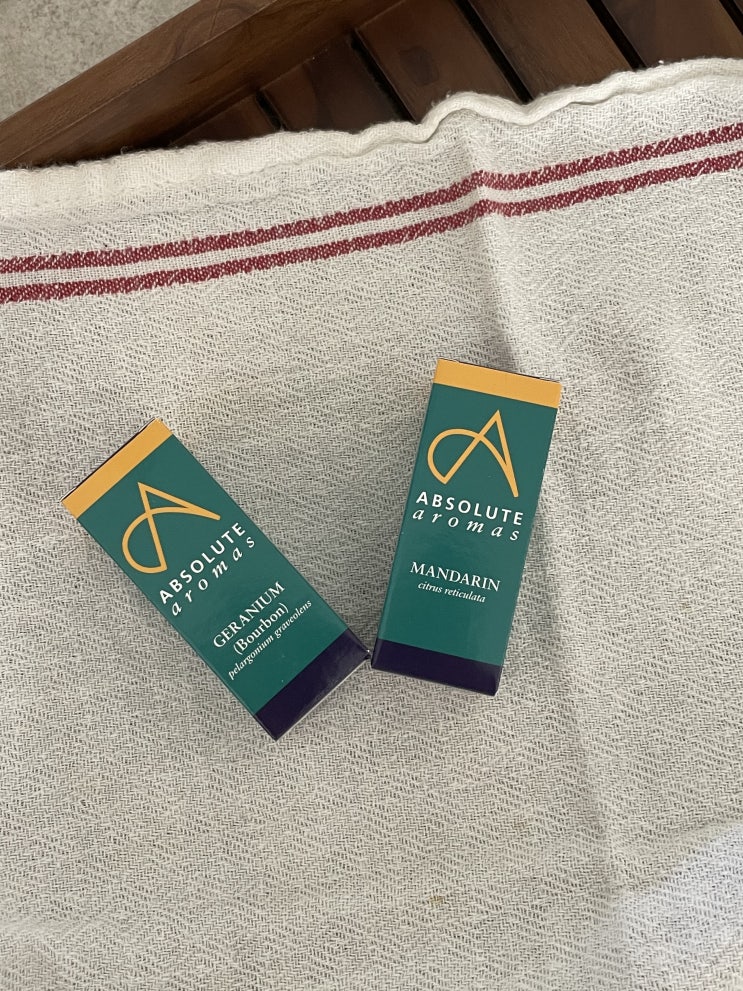 ABSOLUTE
aromas
GERANIUM
(Bourbon)
pelargonium graveolens
ABSOLUTE
aromas
MANDARIN
citrus reticulata